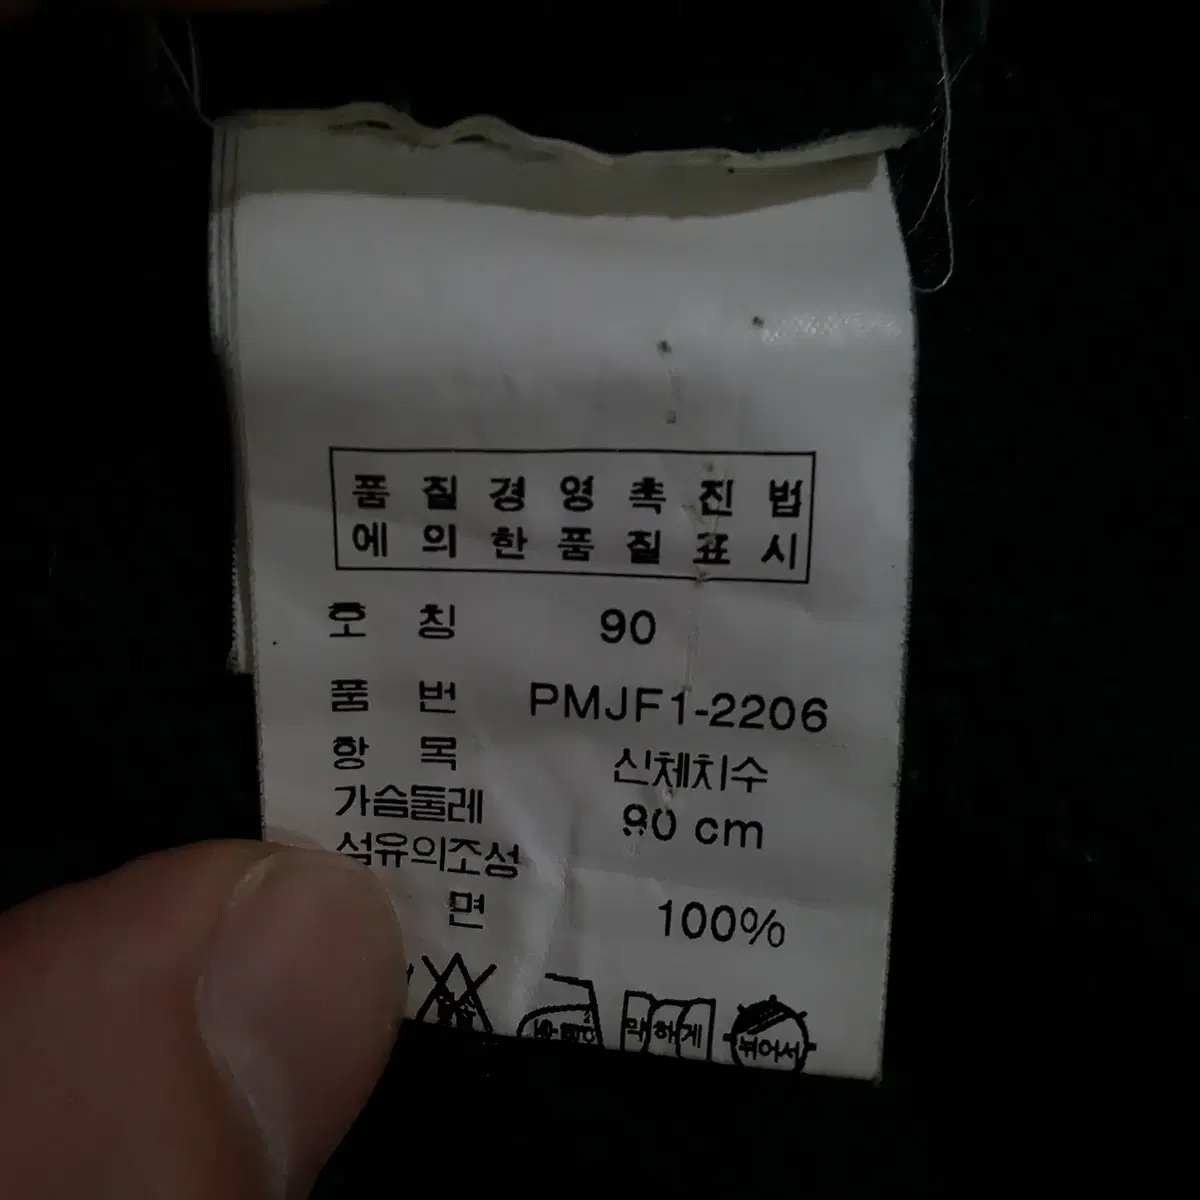 품질경영촉진법
에의한품질표시
호칭 90
품번 PMJF1-2206
항목 신체치수
가슴둘레 90 cm
섬유의조성
면 100%
약하게
뉘어서